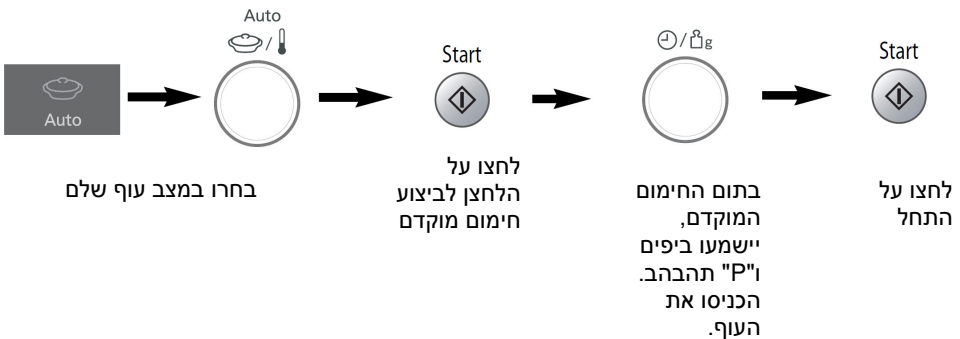 Auto
Auto
Start
/
g
Start
בחרו במצב עוף שלם
לחצו על
הלחצן לביצוע
חימום מוקדם
בתום החימום
המוקדם,
יישמעו ביפים
ו"P" תהבהב.
הכניסו את
העוף.
לחצו על
התחל